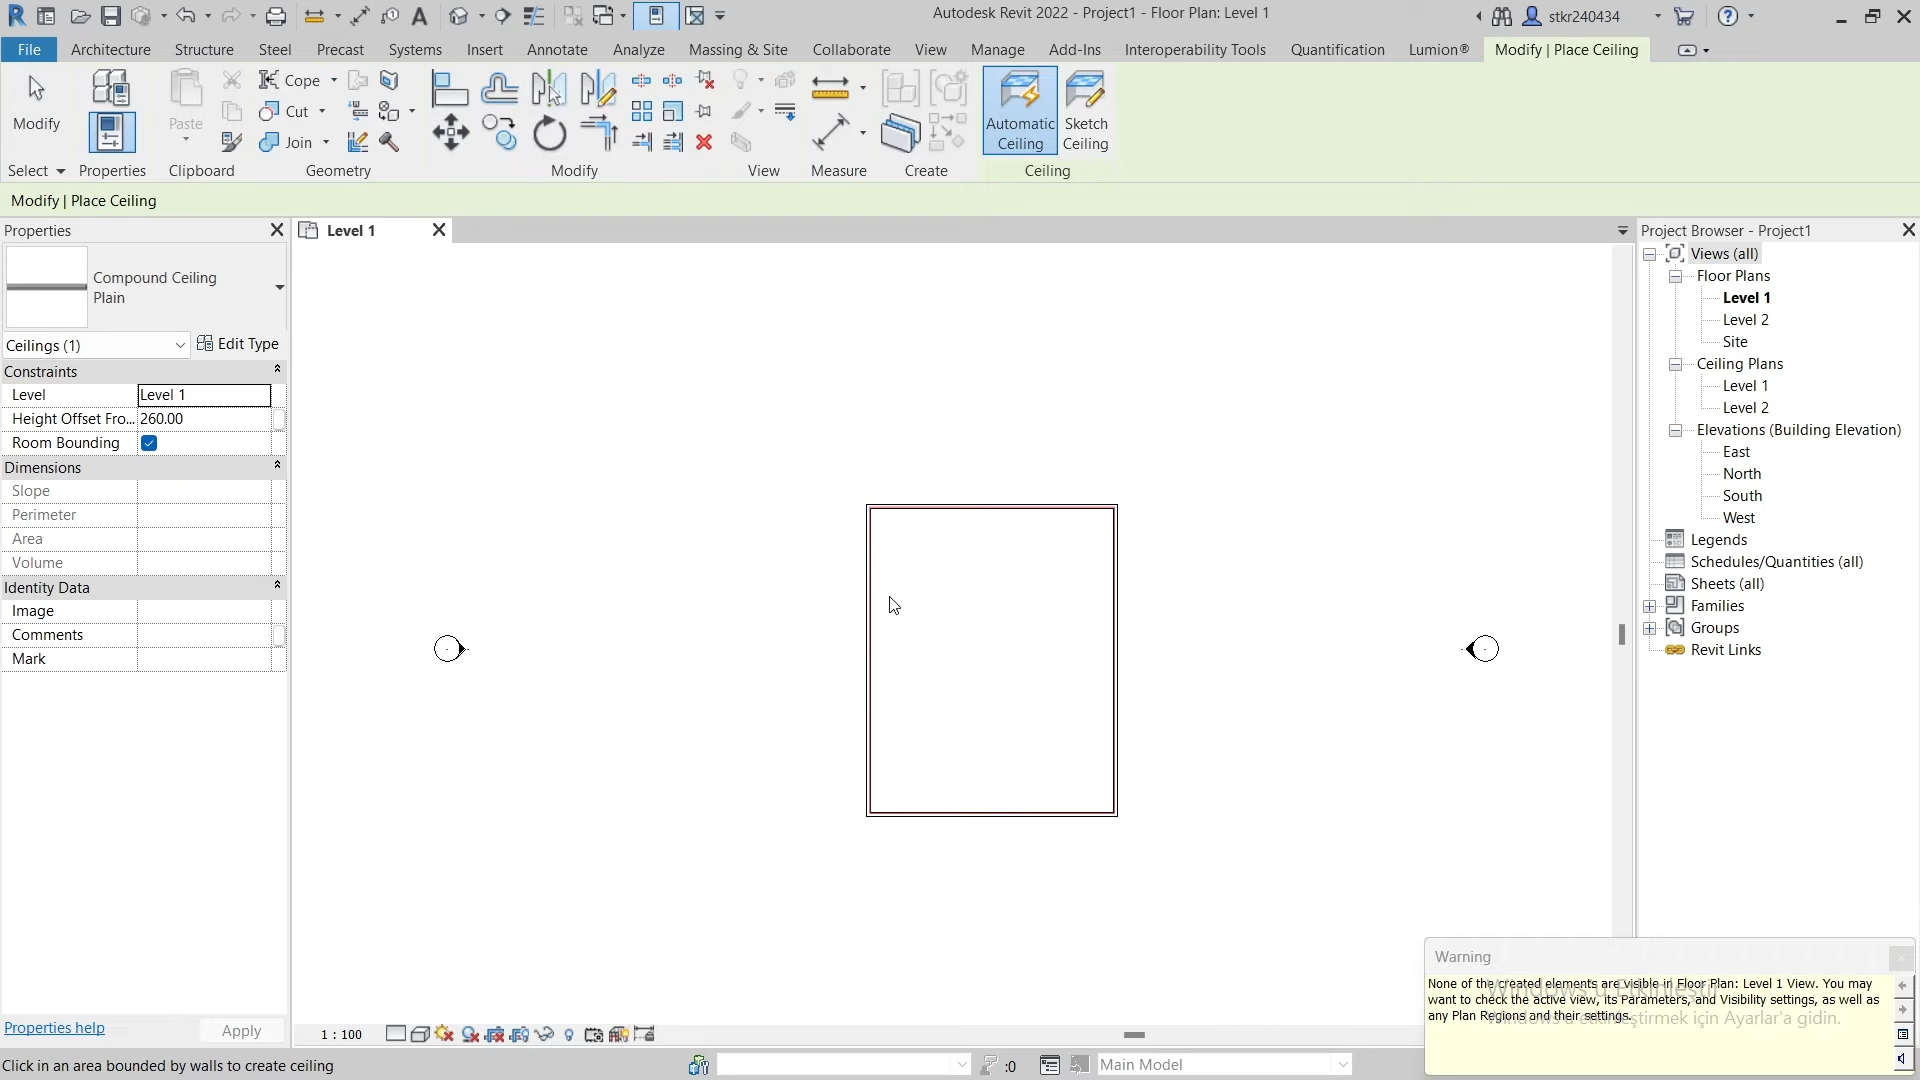 Autodesk Revit 2022 - Project1 - Floor Plan: Level 1
stkr240434
File Architecture Structure Steel Precast Systems Insert Annotate Analyze Massing & Site Collaborate View Manage Add-Ins Interoperability Tools Quantification Lumion® Modify | Place Ceiling
Modify
Paste
Cope
Cut
Join
Automatic Ceiling
Sketch Ceiling
Select Properties Clipboard Geometry Modify View Measure Create Ceiling
Modify | Place Ceiling
Properties
Compound Ceiling
Plain
Ceilings (1)
Edit Type
Constraints
Level Level 1
Height Offset Fro... 260.00
Room Bounding
Dimensions
Slope
Perimeter
Area
Volume
Identity Data
Image
Comments
Mark
Properties help
Apply
Level 1
1 : 100
Project Browser - Project1
Views (all)
Floor Plans
Level 1
Level 2
Site
Ceiling Plans
Level 1
Level 2
Elevations (Building Elevation)
East
North
South
West
Legends
Schedules/Quantities (all)
Sheets (all)
Families
Groups
Revit Links
Warning
None of the created elements are visible in Floor Plan: Level 1 View. You may
want to check the active view, its Parameters, and Visibility settings, as well as
any Plan Regions and their settings.
Windows'u Etkinleştir
Windows'u etkinleştirmek için Ayarlar'a gidin.
Click in an area bounded by walls to create ceiling
:0
Main Model